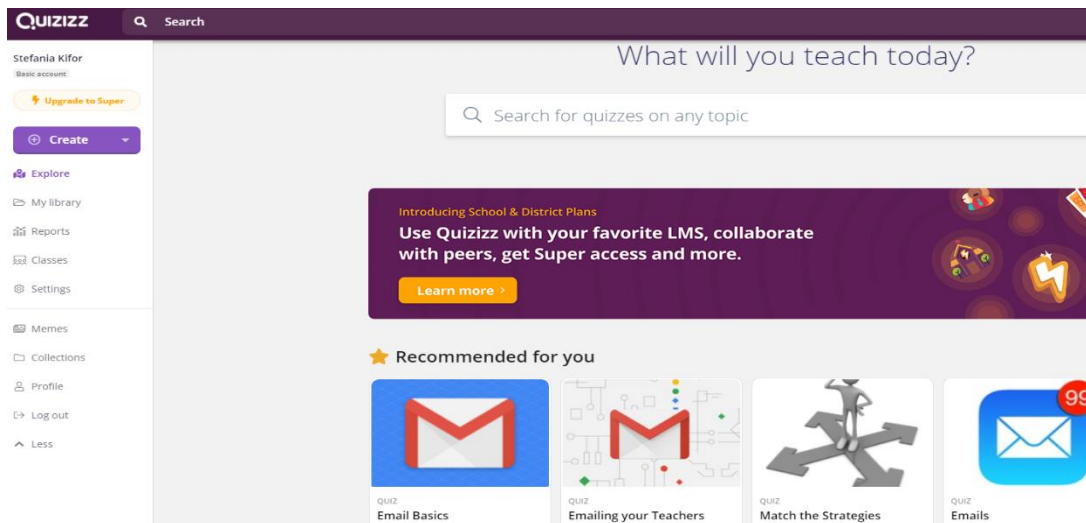 QUIZIZZ
Search
Stefania Kifor
Basic account
Upgrade to Super
Create
Explore
My library
Reports
Classes
Settings
Memes
Collections
Profile
Log out
Less
What will you teach today?
Search for quizzes on any topic
Introducing School & District Plans
Use Quizizz with your favorite LMS, collaborate
with peers, get Super access and more.
Learn more
Recommended for you
99
QUIZ
Email Basics
QUIZ
Emailing your Teachers
QUIZ
Match the Strategies
QUIZ
Emails